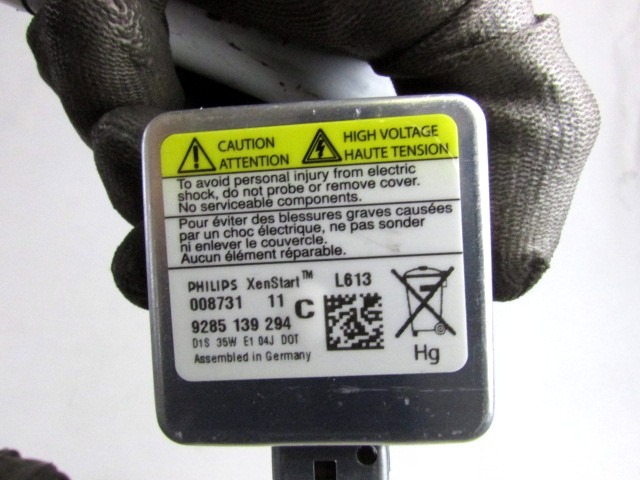 CAUTION
ATTENTION
HIGH VOLTAGE
HAUTE TENSION
To avoid personal injury from electric
shock, do not probe or remove cover.
No serviceable components.
Pour éviter des blessures graves causées
par un choc électrique, ne pas sonder
ni enlever le couvercle.
Aucun élément réparable.
PHILIPS XenStart™ L613
008731 11 C
9285 139 294
D1S 35W E1 04J DOT
Assembled in Germany
Hg